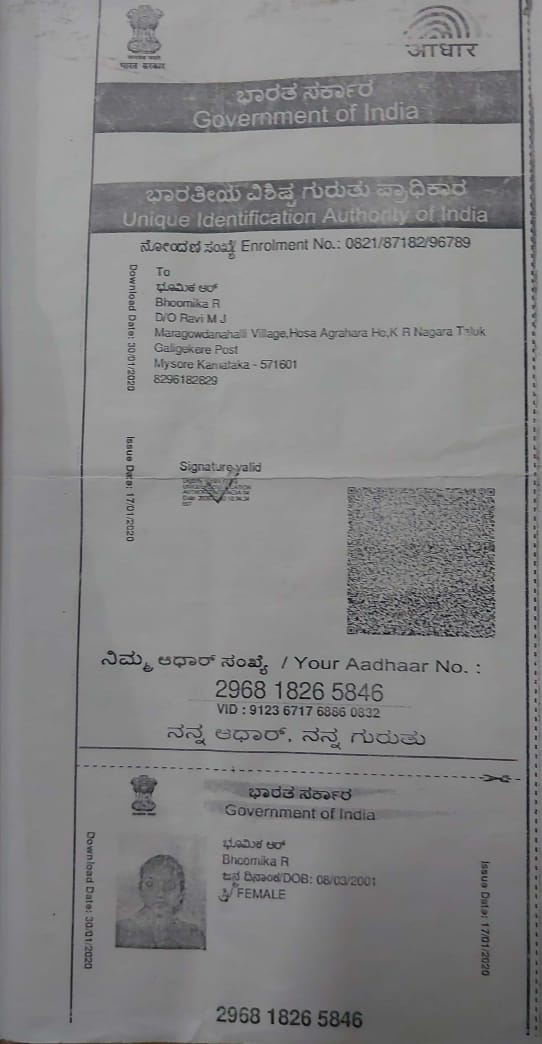 भारत सरकार
आधार
ಭಾರತ ಸರ್ಕಾರ
Government of India
ಭಾರತೀಯ ವಿಶಿಷ್ಟ ಗುರುತು ಪ್ರಾಧಿಕಾರ
Unique Identification Authority of India
ನೋಂದಣಿ ಸಂಖ್ಯೆ Enrolment No.: 0821/87182/96789
Download Date: 30/01/2020
To
ಭೂಮಿಕ ಆರ್
Bhoomika R
D/O Ravi M J
Maragowdanahalli Village,Hosa Agrahara Ho,K R Nagara Taluk
Galigekere Post
Mysore Karnataka - 571601
8296182829
Issue Date: 17/01/2020
Signature valid
ನಿಮ್ಮ ಆಧಾರ್ ಸಂಖ್ಯೆ / Your Aadhaar No. :
2968 1826 5846
VID : 9123 6717 6886 0832
ನನ್ನ ಆಧಾರ್, ನನ್ನ ಗುರುತು
ಭಾರತ ಸರ್ಕಾರ
Government of India
Download Date: 30/01/2020
ಭೂಮಿಕ ಆರ್
Bhoomika R
ಜನ್ಮ ದಿನಾಂಕ/DOB: 08/03/2001
ಸ್ತ್ರೀ/ FEMALE
Issue Date: 17/01/2020
2968 1826 5846